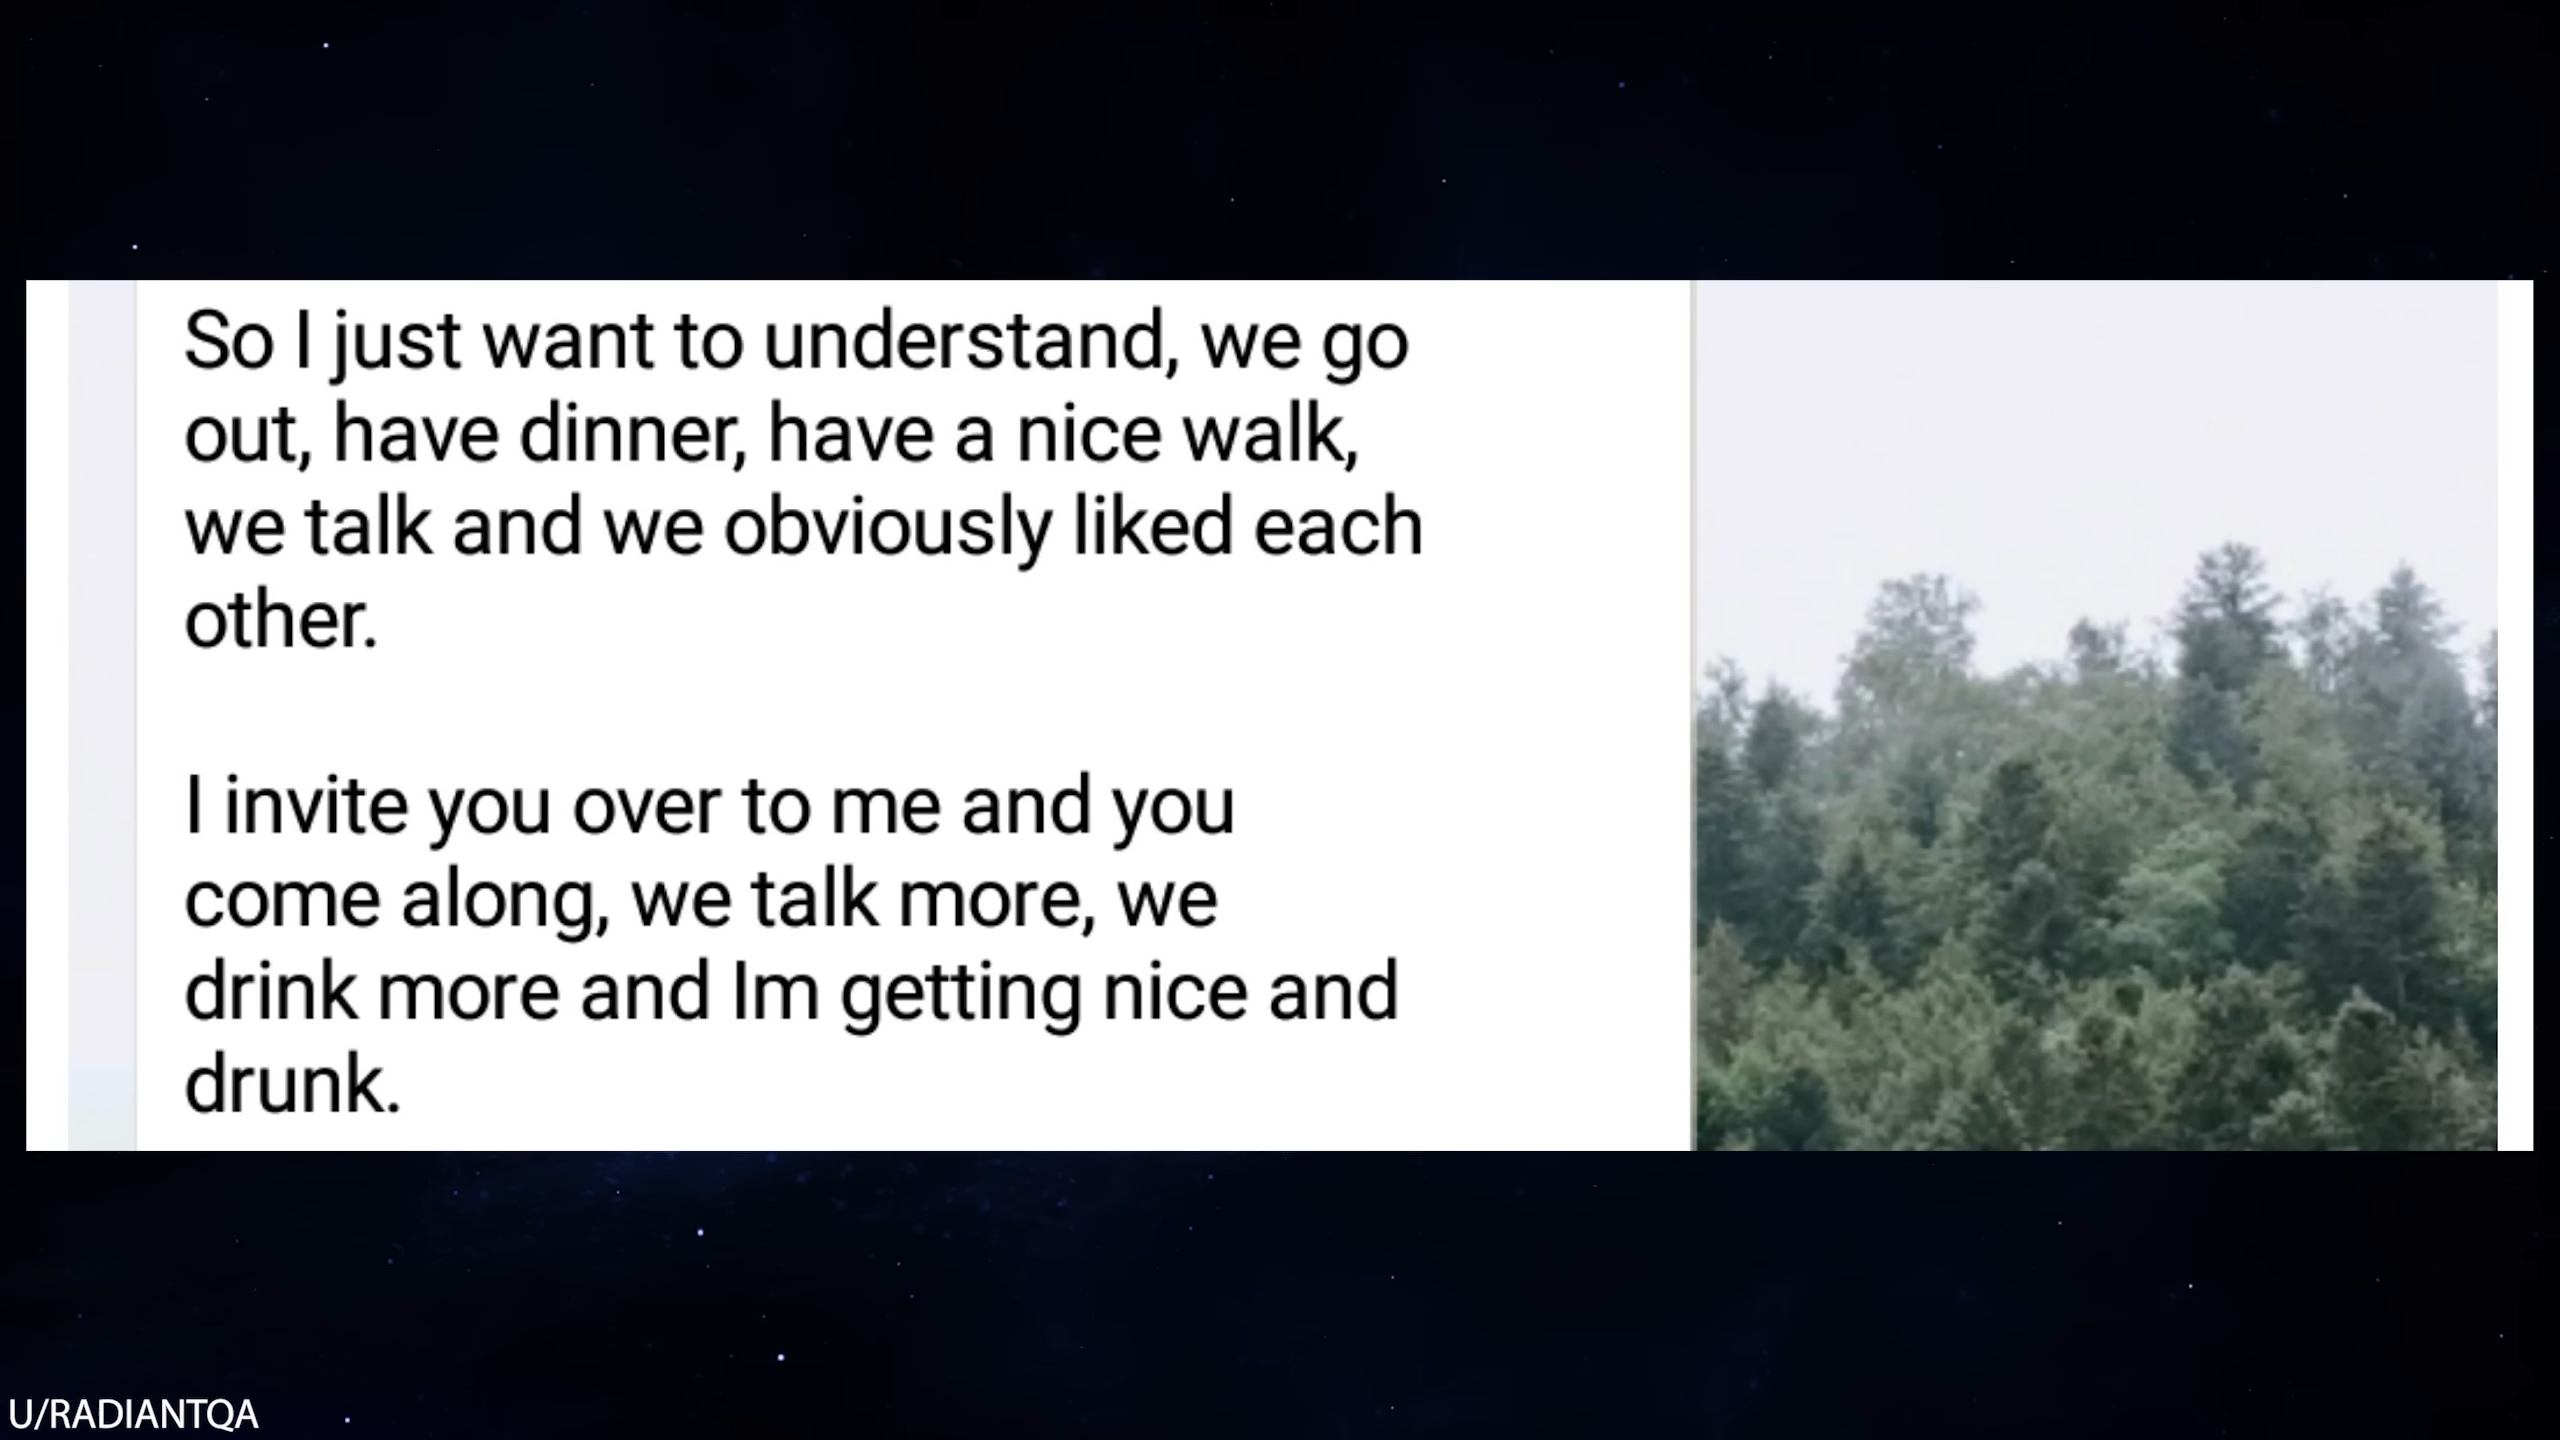 So I just want to understand, we go
out, have dinner, have a nice walk,
we talk and we obviously liked each
other.
I invite you over to me and you
come along, we talk more, we
drink more and Im getting nice and
drunk.
U/RADIANTQA